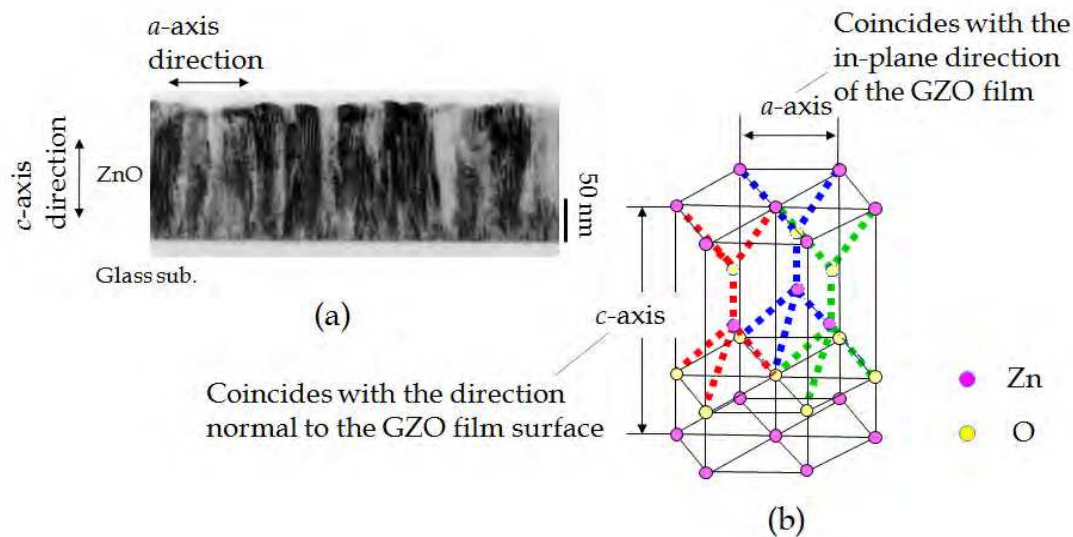 a-axis
direction
c-axis
direction
ZnO
50 nm
Glass sub.
(a)
Coincides with the
in-plane direction
of the GZO film
a-axis
c-axis
Coincides with the direction
normal to the GZO film surface
Zn
O
(b)